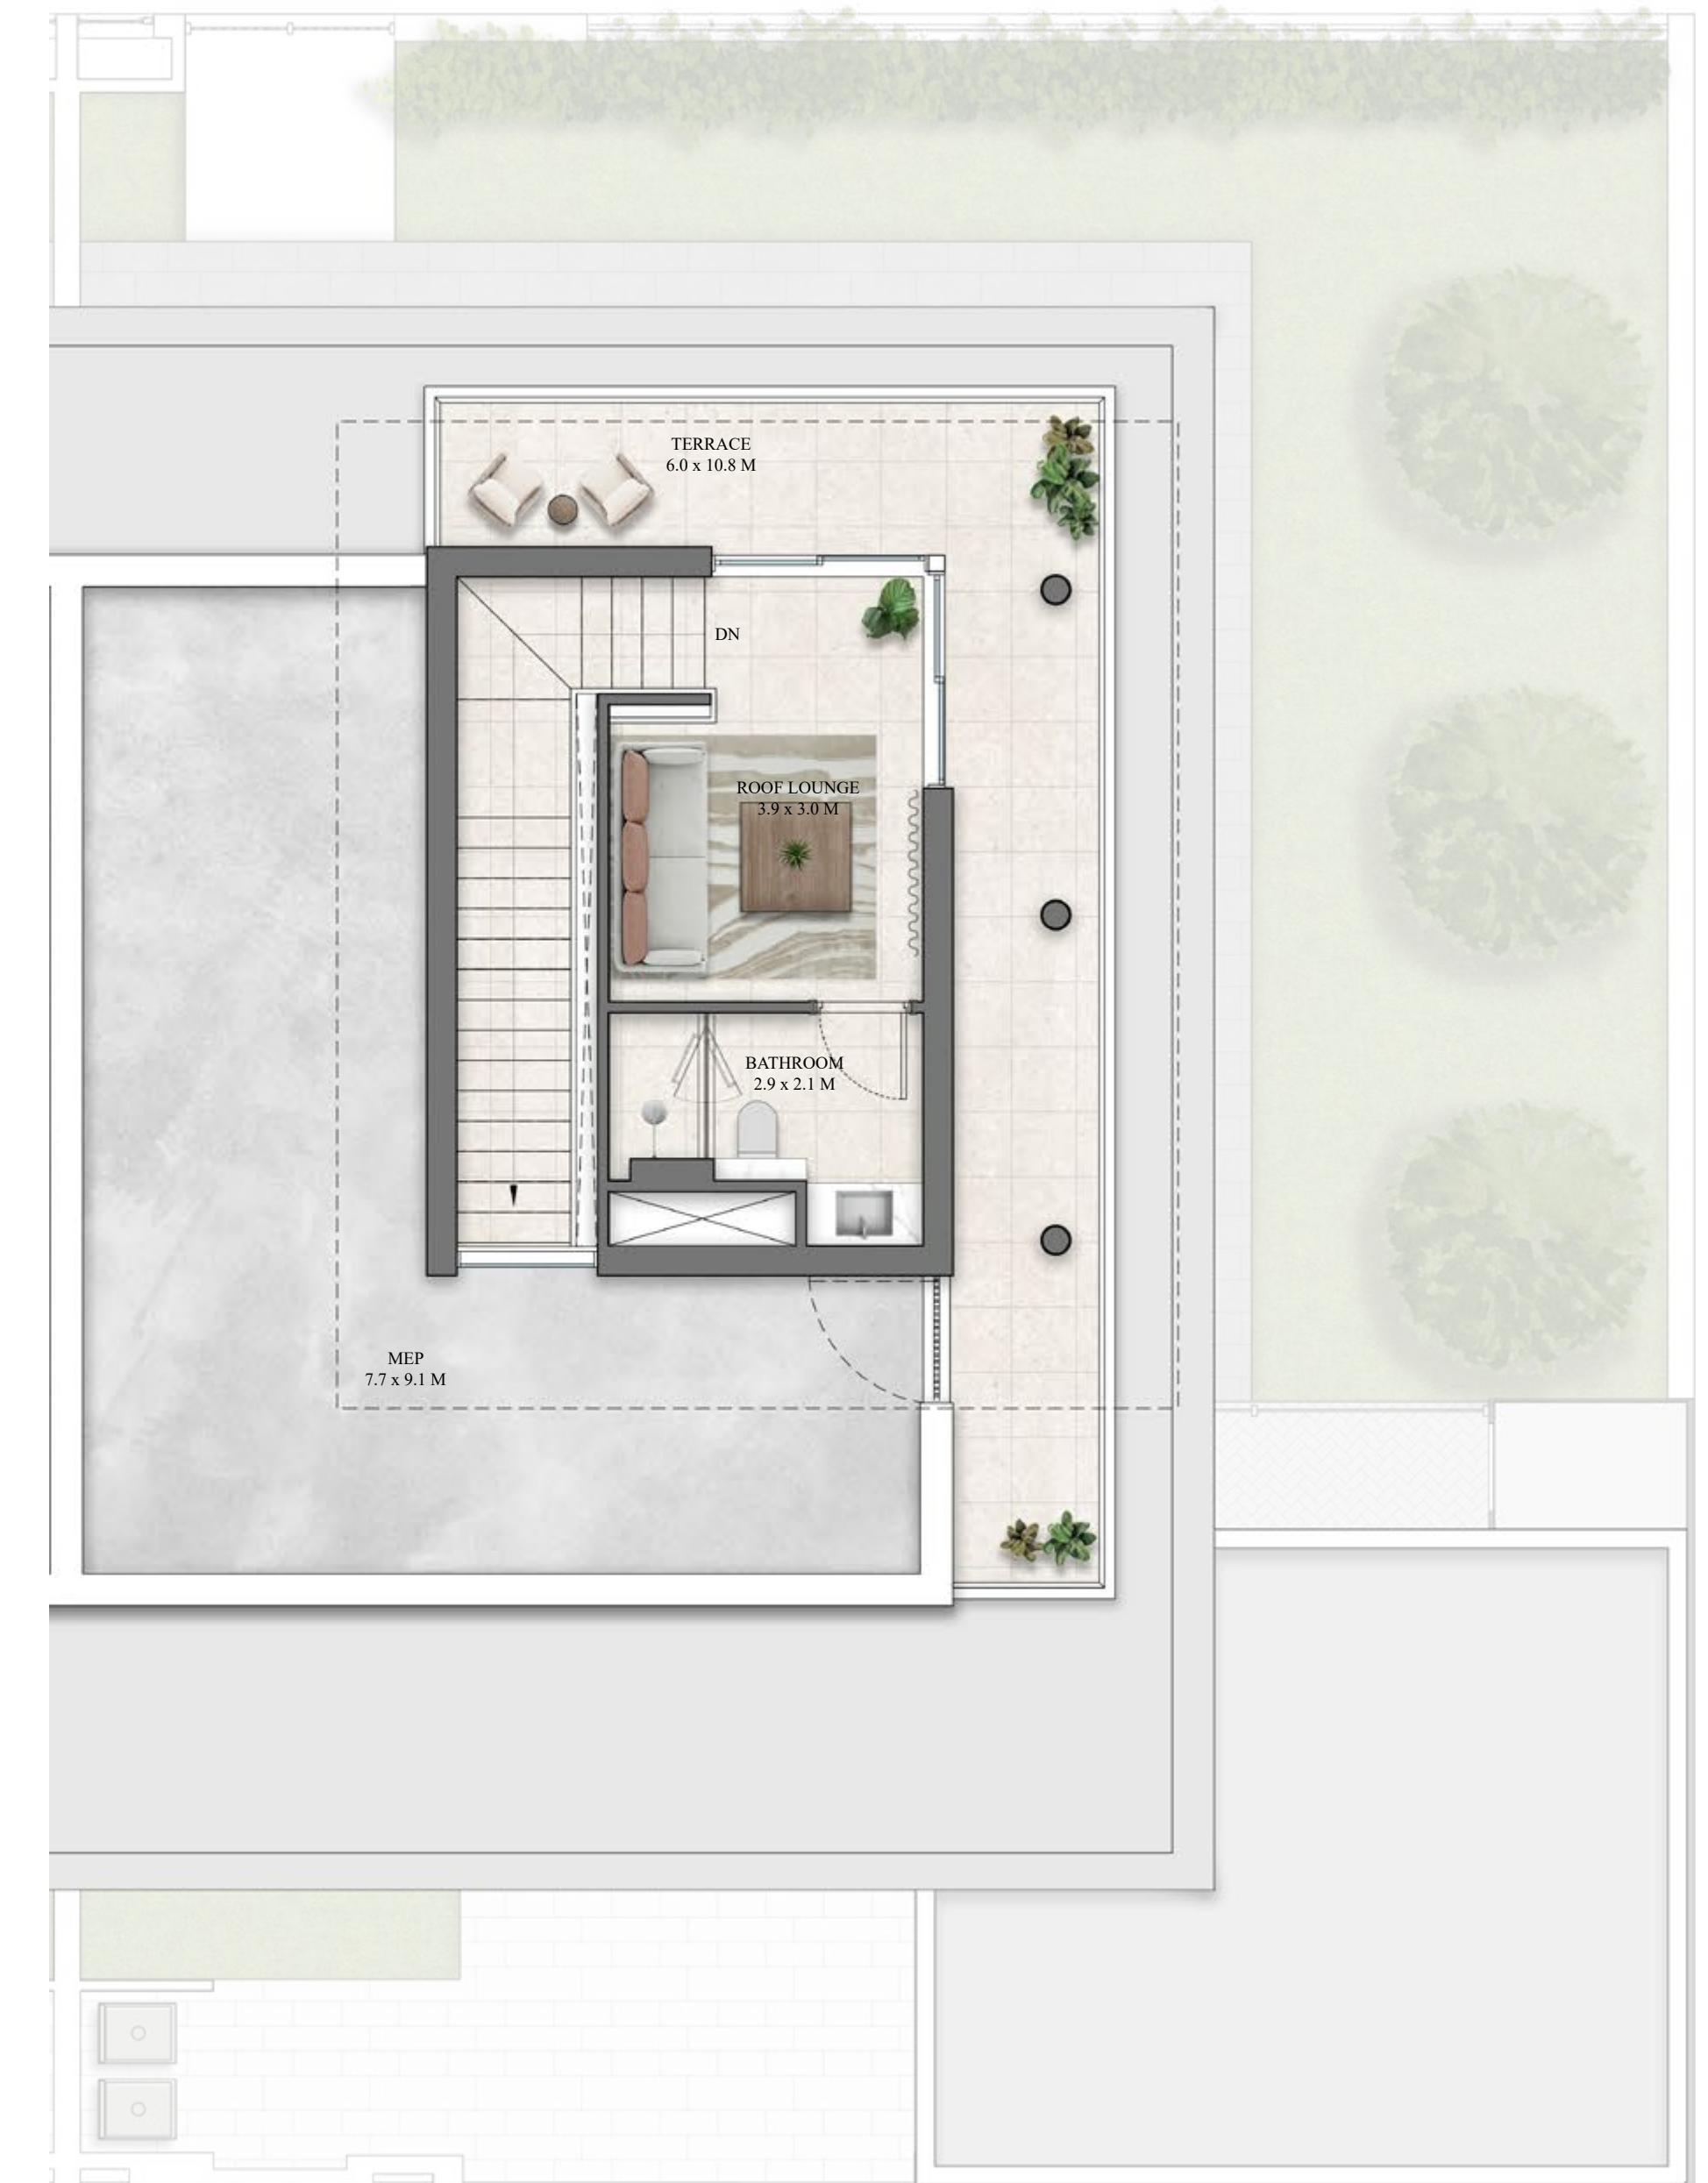 TERRACE
6.0 x 10.8 M
DN
ROOF LOUNGE
3.9 x 3.0 M
BATHROOM
2.9 x 2.1 M
MEP
7.7 x 9.1 M